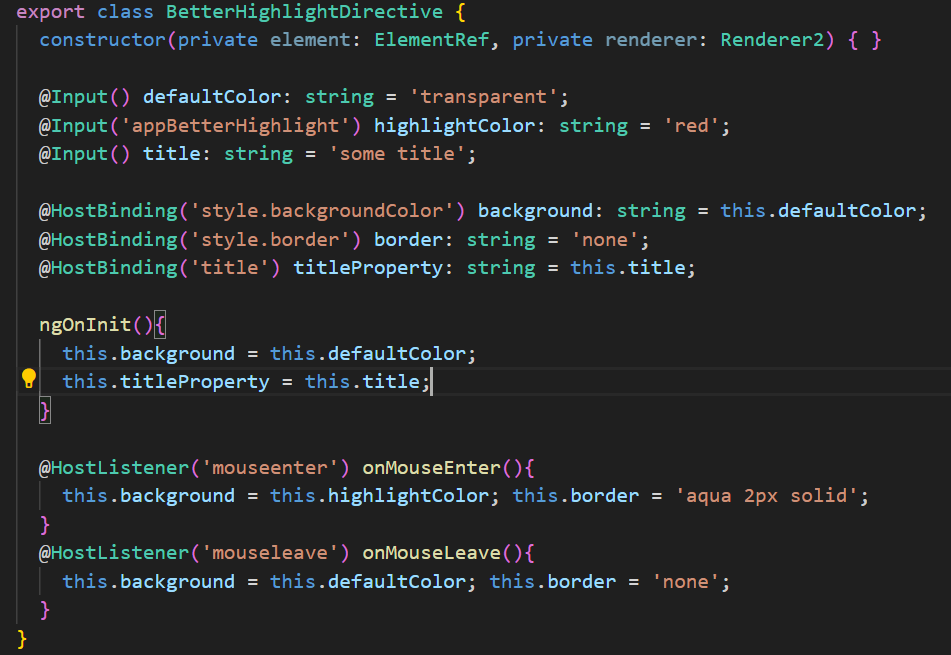 export class BetterHighlightDirective {
constructor(private element: ElementRef, private renderer: Renderer2) { }
@Input() defaultColor: string = 'transparent';
@Input('appBetterHighlight') highlightColor: string = 'red';
@Input() title: string = 'some title';
@HostBinding('style.backgroundColor') background: string = this.defaultColor;
@HostBinding('style.border') border: string = 'none';
@HostBinding('title') titleProperty: string = this.title;
ngOnInit(){
this.background = this.defaultColor;
this.titleProperty = this.title;
}
@HostListener('mouseenter') onMouseEnter(){
this.background = this.highlightColor; this.border = 'aqua 2px solid';
}
@HostListener('mouseleave') onMouseLeave(){
this.background = this.defaultColor; this.border = 'none';
}
}